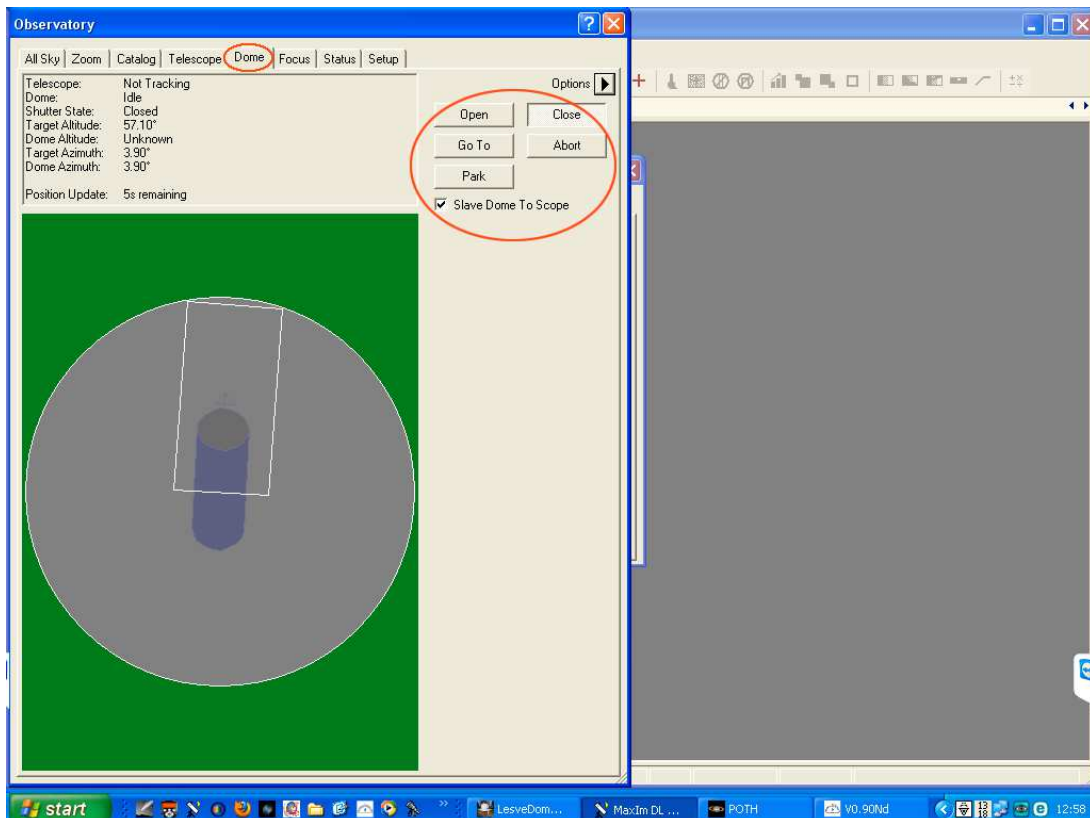 Observatory
All Sky Zoom Catalog Telescope Dome Focus Status Setup
Telescope: Not Tracking
Dome: Idle
Shutter State: Closed
Target Altitude: 57.10°
Dome Altitude: Unknown
Target Azimuth: 3.90°
Dome Azimuth: 3.90°
Position Update: 5s remaining
Options
Open Close
Go To Abort
Park
Slave Dome To Scope
start LesveDom... MaxIm DL ... POTH V0.90Nd 12:58